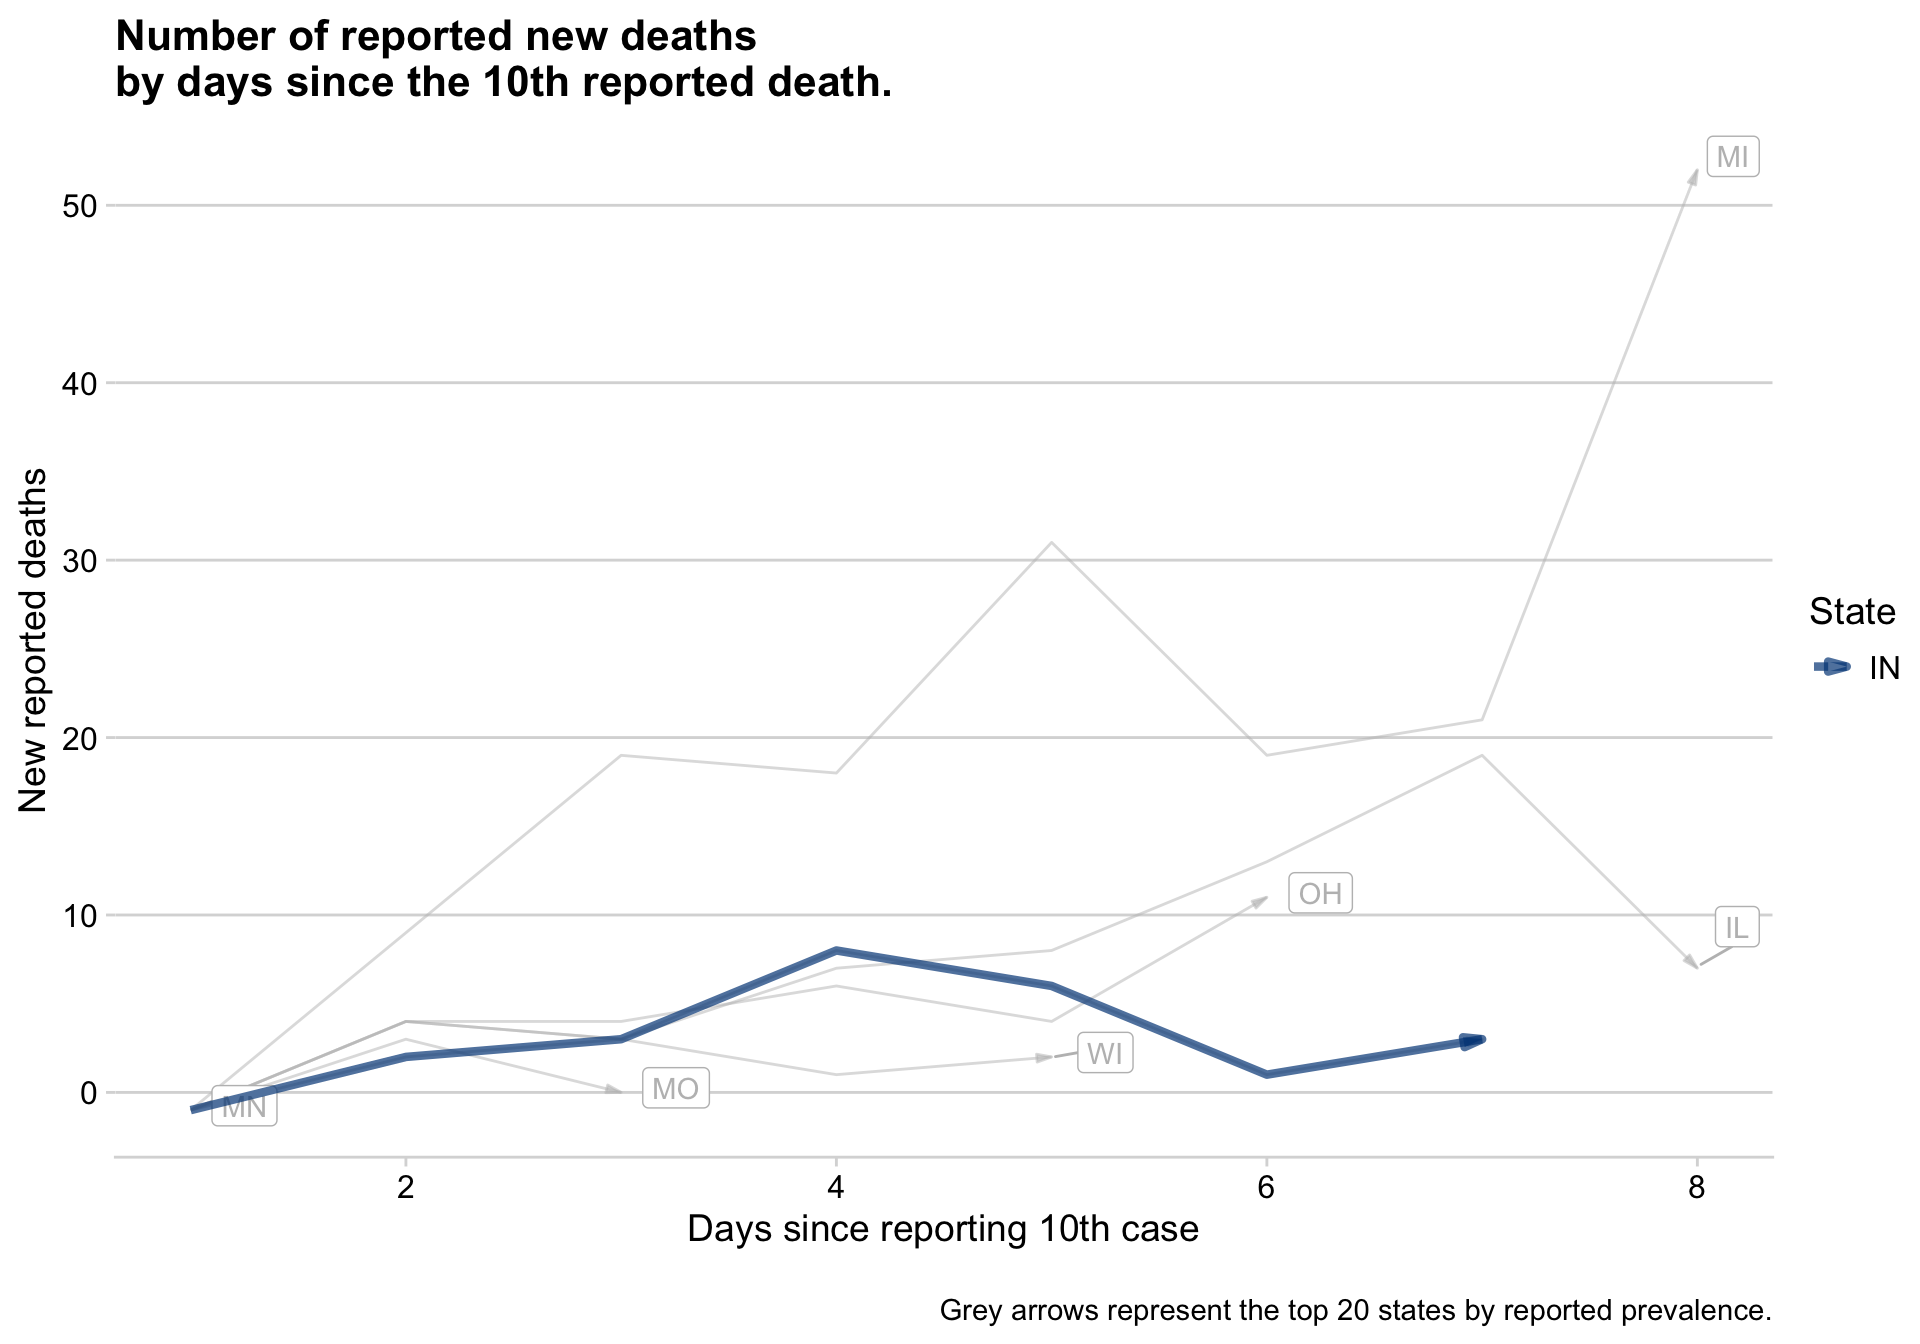 Number of reported new deaths
by days since the 10th reported death.
MI
50
40
30
20
10
0
New reported deaths
OH
IL
WI
MO
MN
State
IN
2
4
6
8
Days since reporting 10th case
Grey arrows represent the top 20 states by reported prevalence.